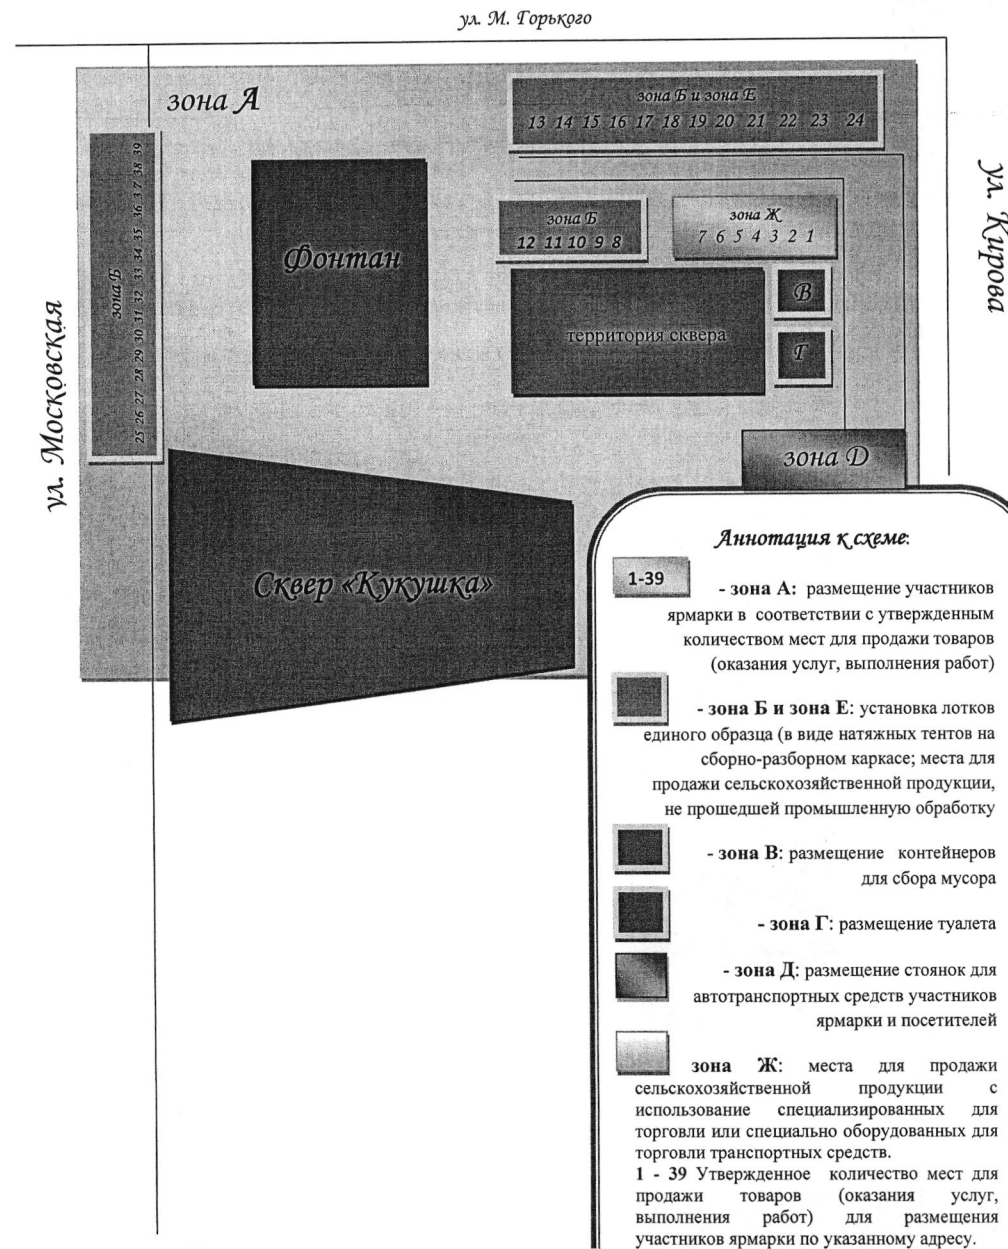 ул. М. Горького
зона А
зона Б и зона Е
13 14 15 16 17 18 19 20 21 22 23 24
ул. Кирова
зона Б
25 26 27 28 29 30 31 32 33 34 35 36 37 38 39
ул. Московская
Фонтан
зона Б
12 11 10 9 8
зона Ж
7 6 5 4 3 2 1
территория сквера
В
Г
зона D
Сквер «Кукушка»
Аннотация к схеме:
1-39
- зона А: размещение участников
ярмарки в соответствии с утвержденным
количеством мест для продажи товаров
(оказания услуг, выполнения работ)
- зона Б и зона Е: установка лотков
единого образца (в виде натяжных тентов на
сборно-разборном каркасе; места для
продажи сельскохозяйственной продукции,
не прошедшей промышленную обработку
- зона В: размещение контейнеров
для сбора мусора
- зона Г: размещение туалета
- зона Д: размещение стоянок для
автотранспортных средств участников
ярмарки и посетителей
зона Ж: места для продажи
сельскохозяйственной продукции с
использование специализированных для
торговли или специально оборудованных для
торговли транспортных средств.
1 - 39 Утвержденное количество мест для
продажи товаров (оказания услуг,
выполнения работ) для размещения
участников ярмарки по указанному адресу.